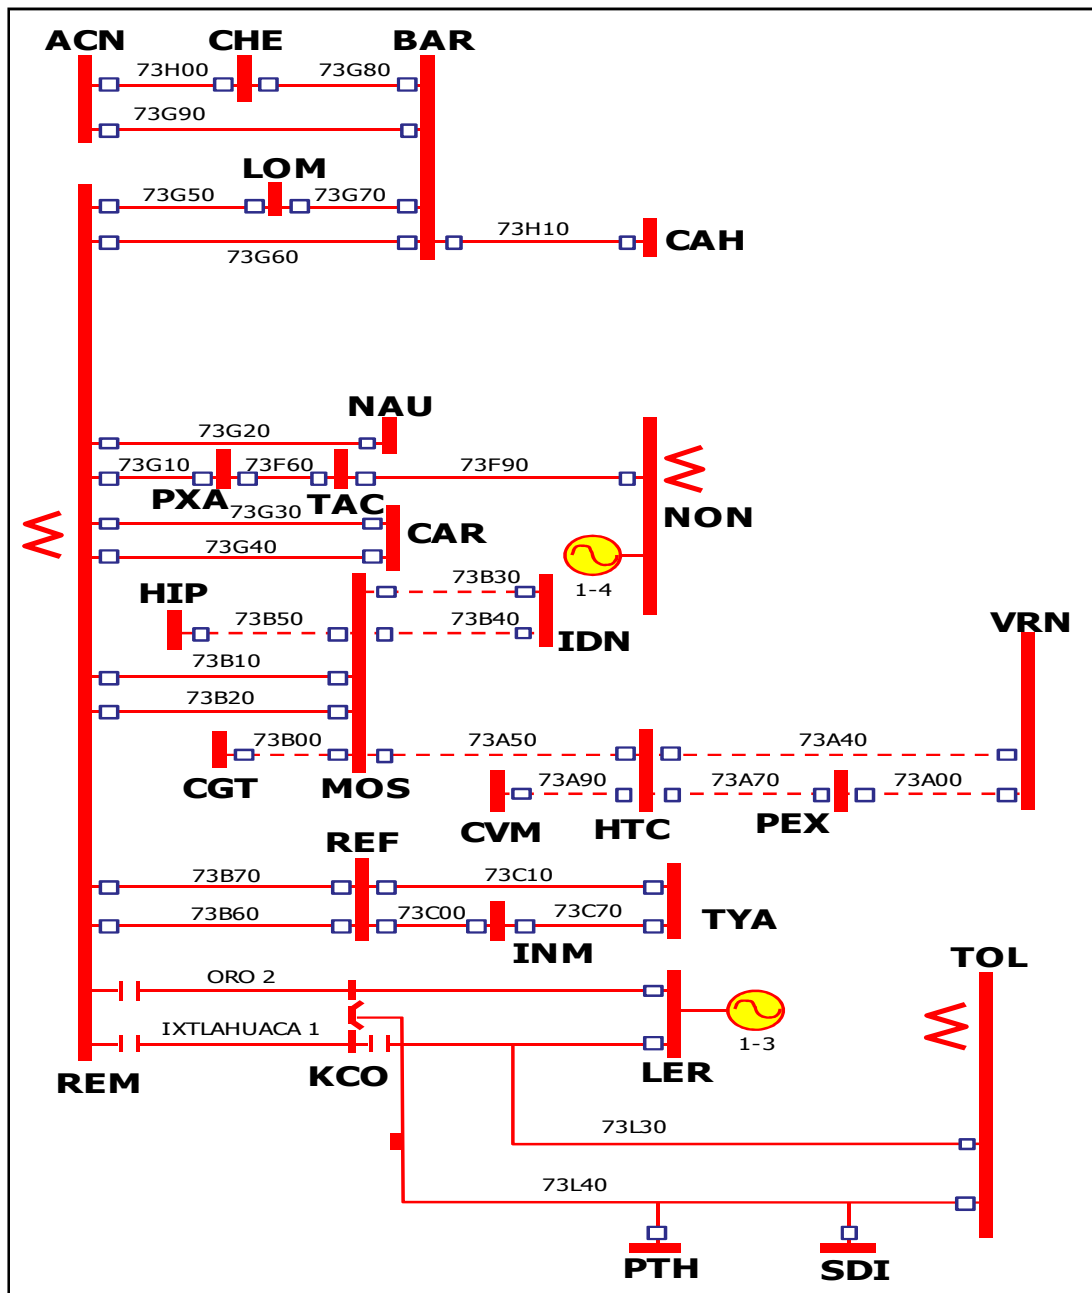 ACN CHE BAR
73H00 73G80
73G90
LOM
73G50 73G70
73H10 CAH
73G60
NAU
73G20
73G10 73F60 73F90
PXA TAC
73G30 CAR NON
73G40
HIP 73B30 1-4
73B50 73B40 VRN
IDN
73B10
73B20
73B00 73A50 73A40
CGT MOS 73A90 73A70 73A00
CVM HTC PEX
REF
73B70 73C10
73B60 73C00 73C70 TYA
INM
TOL
ORO 2
IXTLAHUACA 1
1-3
REM KCO LER
73L30
73L40
PTH SDI